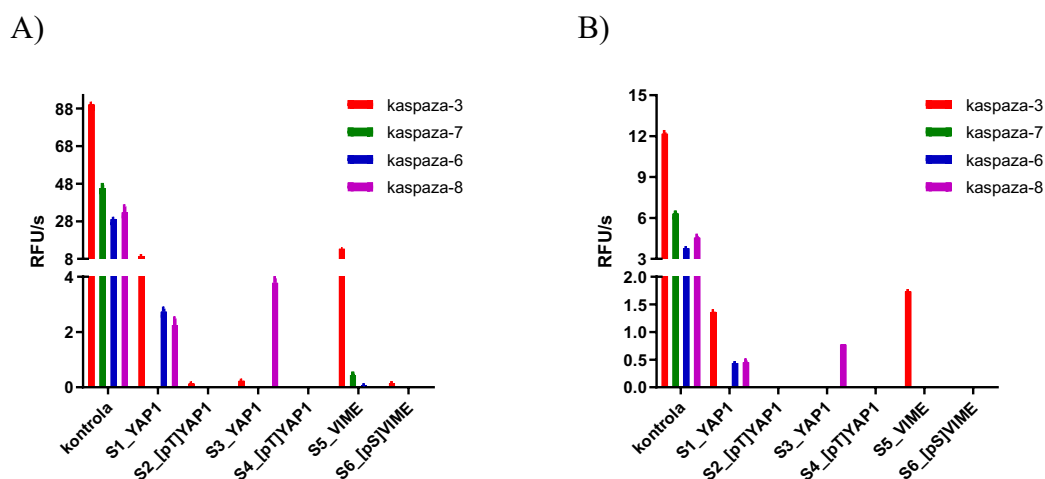 A)
RFU/s
88
68
48
28
8
4
2
0
kaspaza-3
kaspaza-7
kaspaza-6
kaspaza-8
kontrola
S1_YAP1
S2_[pT]YAP1
S3_YAP1
S4_[pT]YAP1
S5_VIME
S6_[pS]VIME
B)
RFU/s
15
12
9
6
3
2.0
1.5
1.0
0.5
0.0
kaspaza-3
kaspaza-7
kaspaza-6
kaspaza-8
kontrola
S1_YAP1
S2_[pT]YAP1
S3_YAP1
S4_[pT]YAP1
S5_VIME
S6_[pS]VIME